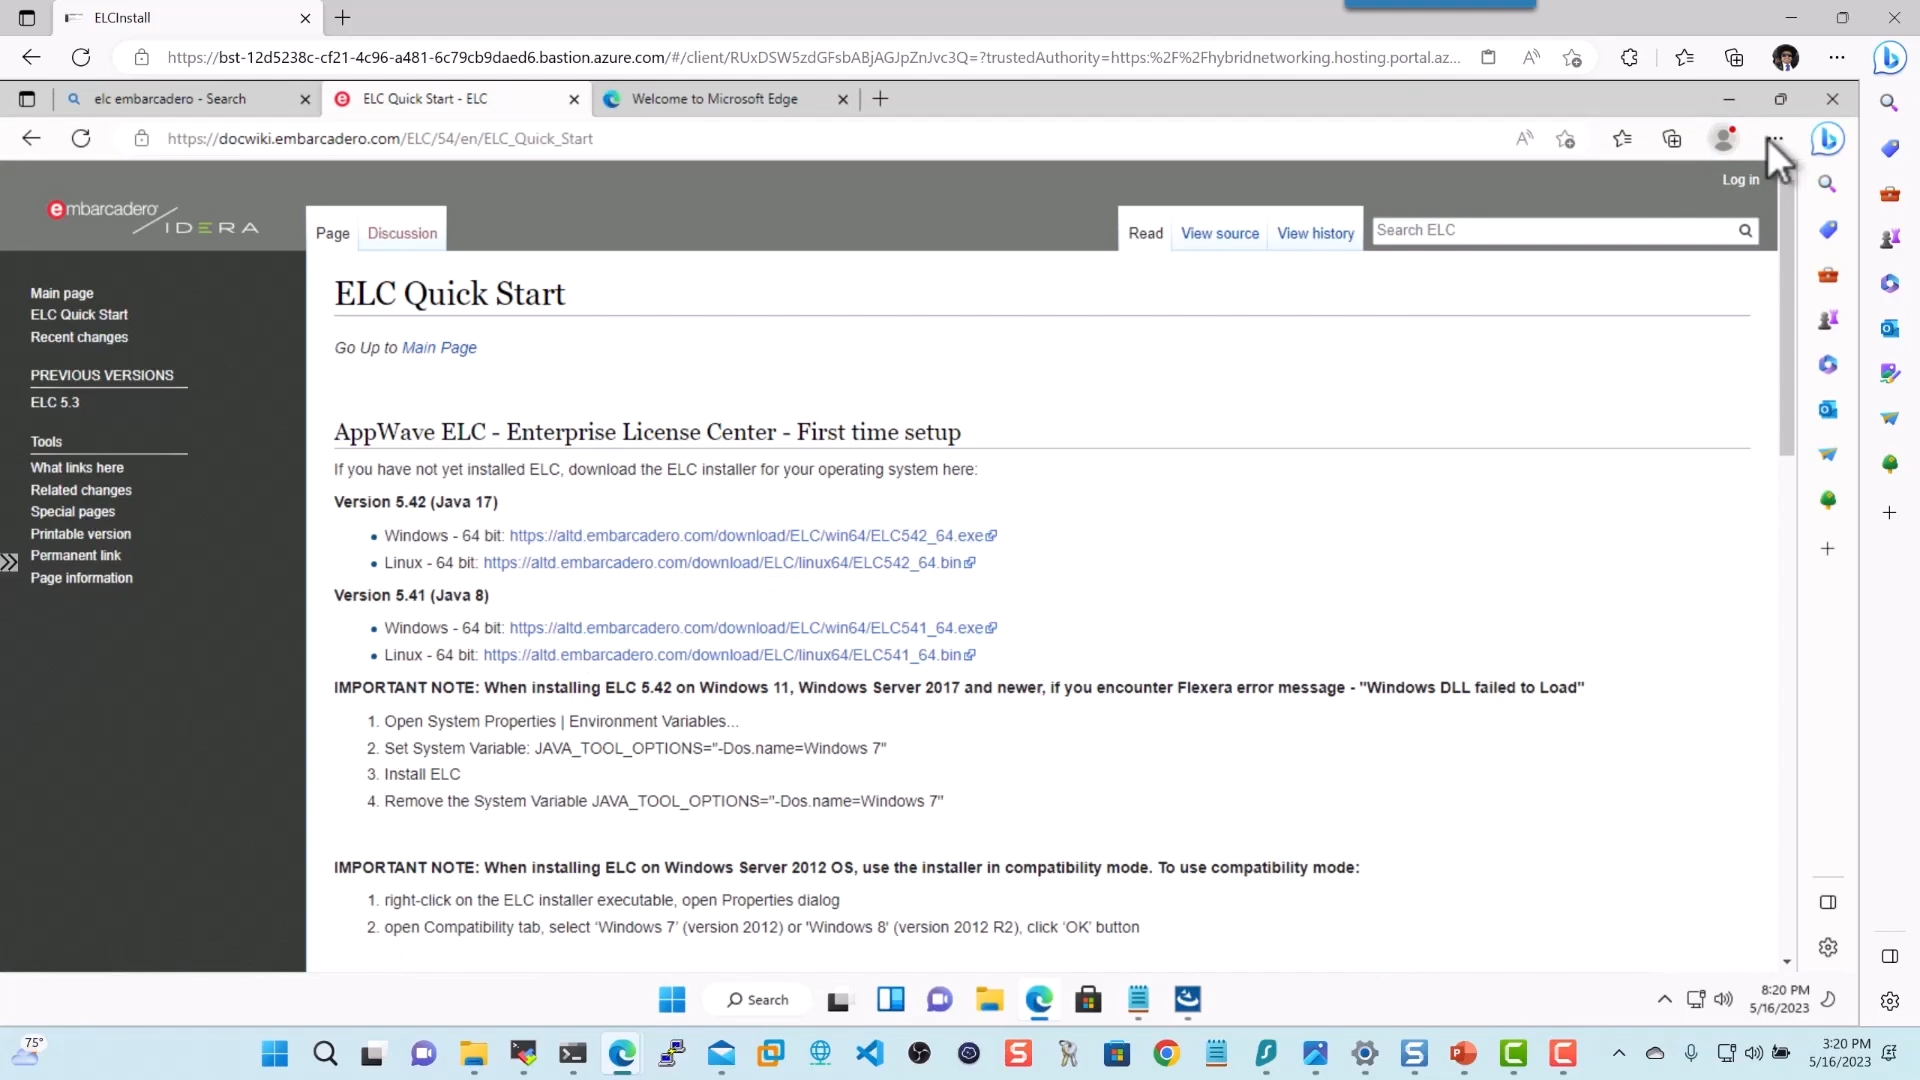 ELCInstall
https://bst-12d5238c-cf21-4c96-a481-6c79cb9daed6.bastion.azure.com/#/client/RUxDSW5zdGFsbABjAGJpZnJvc3Q=?trustedAuthority=https:%2F%2Fhybridnetworking.hosting.portal.az...
elc embarcadero - Search
ELC Quick Start - ELC
Welcome to Microsoft Edge
https://docwiki.embarcadero.com/ELC/54/en/ELC_Quick_Start
Log in
embarcadero
IDERA
Page
Discussion
Read
View source
View history
Search ELC
Main page
ELC Quick Start
Recent changes
PREVIOUS VERSIONS
ELC 5.3
Tools
What links here
Related changes
Special pages
Printable version
Permanent link
Page information
ELC Quick Start
Go Up to Main Page
AppWave ELC - Enterprise License Center - First time setup
If you have not yet installed ELC, download the ELC installer for your operating system here:
Version 5.42 (Java 17)
• Windows - 64 bit: https://altd.embarcadero.com/download/ELC/win64/ELC542_64.exe
• Linux - 64 bit: https://altd.embarcadero.com/download/ELC/linux64/ELC542_64.bin
Version 5.41 (Java 8)
• Windows - 64 bit: https://altd.embarcadero.com/download/ELC/win64/ELC541_64.exe
• Linux - 64 bit: https://altd.embarcadero.com/download/ELC/linux64/ELC541_64.bin
IMPORTANT NOTE: When installing ELC 5.42 on Windows 11, Windows Server 2017 and newer, if you encounter Flexera error message - "Windows DLL failed to Load"
1. Open System Properties | Environment Variables...
2. Set System Variable: JAVA_TOOL_OPTIONS="-Dos.name=Windows 7"
3. Install ELC
4. Remove the System Variable JAVA_TOOL_OPTIONS="-Dos.name=Windows 7"
IMPORTANT NOTE: When installing ELC on Windows Server 2012 OS, use the installer in compatibility mode. To use compatibility mode:
1. right-click on the ELC installer executable, open Properties dialog
2. open Compatibility tab, select 'Windows 7' (version 2012) or 'Windows 8' (version 2012 R2), click 'OK' button
Search
8:20 PM
5/16/2023
75°
3:20 PM
5/16/2023